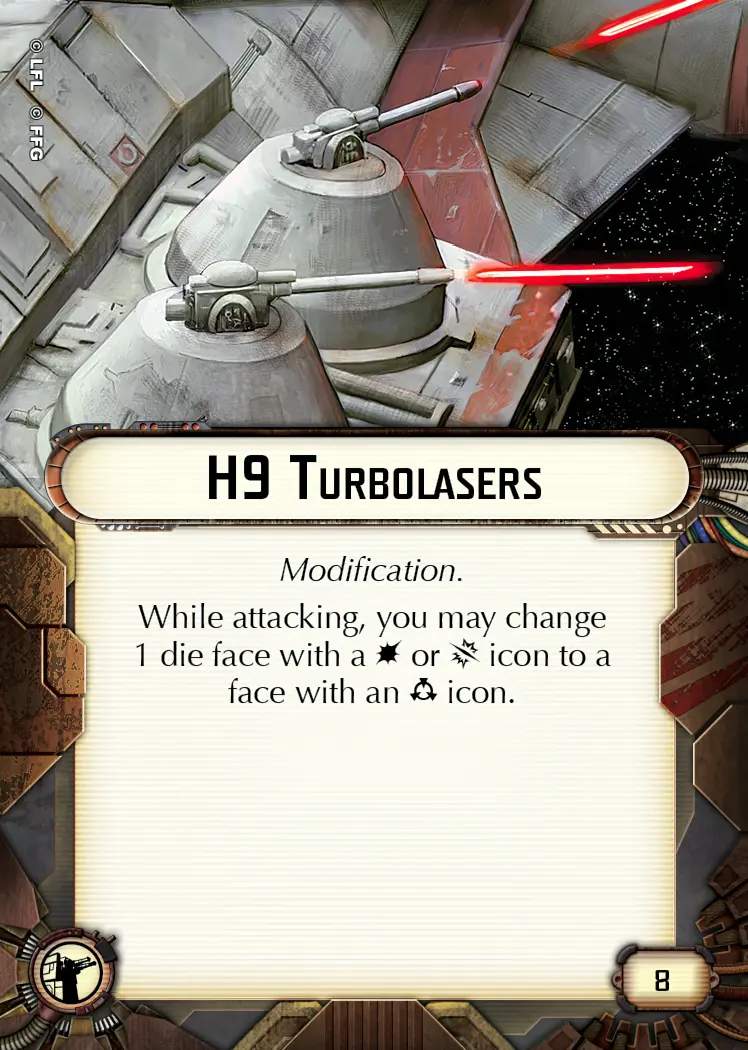 © LFL © FFG
H9 Turbolasers
Modification.
While attacking, you may change
1 die face with a or icon to a
face with an icon.
8